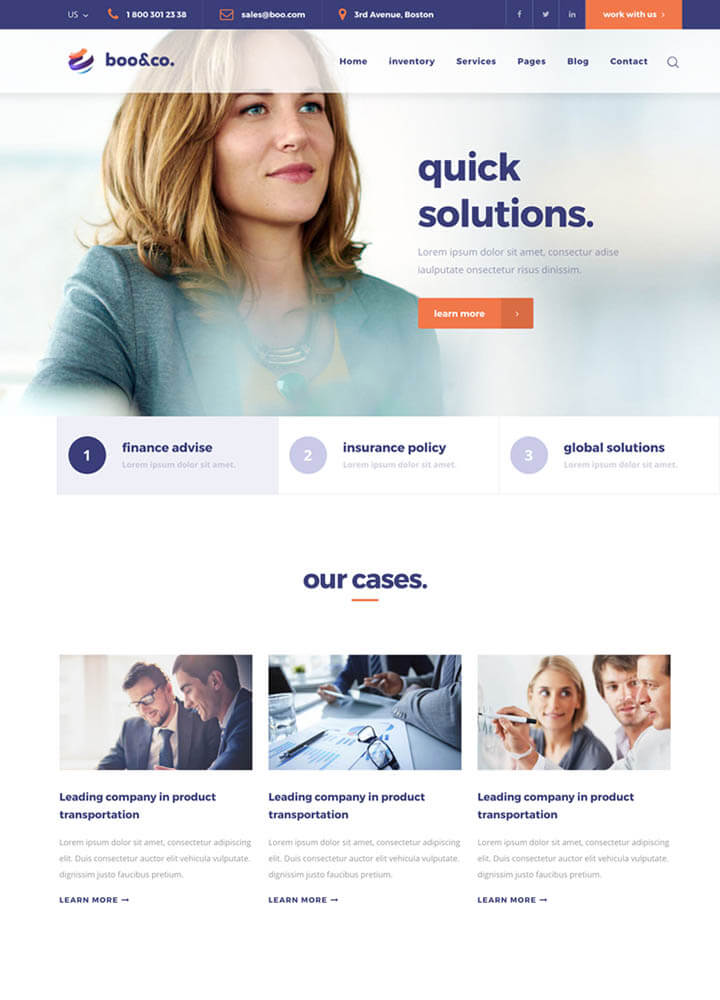 US 1 800 301 23 38 sales@boo.com 3rd Avenue, Boston f in work with us >
boo&co. Home inventory Services Pages Blog Contact
quick
solutions.
Lorem ipsum dolor sit amet, consectur adise
iaulputate onsectetur risus dinissim.
learn more >
1 finance advise 2 insurance policy 3 global solutions
Lorem ipsum dolor sit amet. Lorem ipsum dolor sit amet. Lorem ipsum dolor sit amet.
our cases.
Leading company in product
transportation
Lorem ipsum dolor sit amet, consectetur adipiscing
elit. Duis consectetur auctor elit vehicula vulputate.
dignissim justo faucibus pretium.
LEARN MORE →
Leading company in product
transportation
Lorem ipsum dolor sit amet, consectetur adipiscing
elit. Duis consectetur auctor elit vehicula vulputate.
dignissim justo faucibus pretium.
LEARN MORE →
Leading company in product
transportation
Lorem ipsum dolor sit amet, consectetur adipiscing
elit. Duis consectetur auctor elit vehicula vulputate.
dignissim justo faucibus pretium.
LEARN MORE →